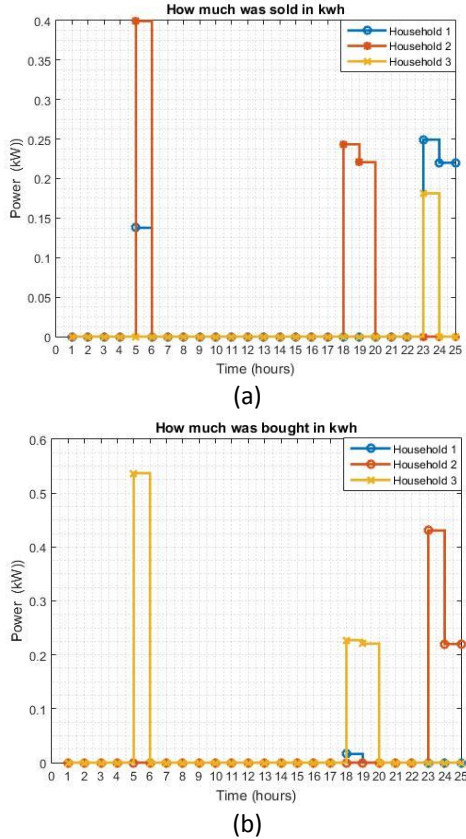 How much was sold in kwh
Household 1
Household 2
Household 3
Power (kW))
0.4
0.35
0.3
0.25
0.2
0.15
0.1
0.05
0
0 1 2 3 4 5 6 7 8 9 10 11 12 13 14 15 16 17 18 19 20 21 22 23 24 25
Time (hours)
(a)
How much was bought in kwh
Household 1
Household 2
Household 3
Power (kW))
0.6
0.5
0.4
0.3
0.2
0.1
0
0 1 2 3 4 5 6 7 8 9 10 11 12 13 14 15 16 17 18 19 20 21 22 23 24 25
Time (hours)
(b)